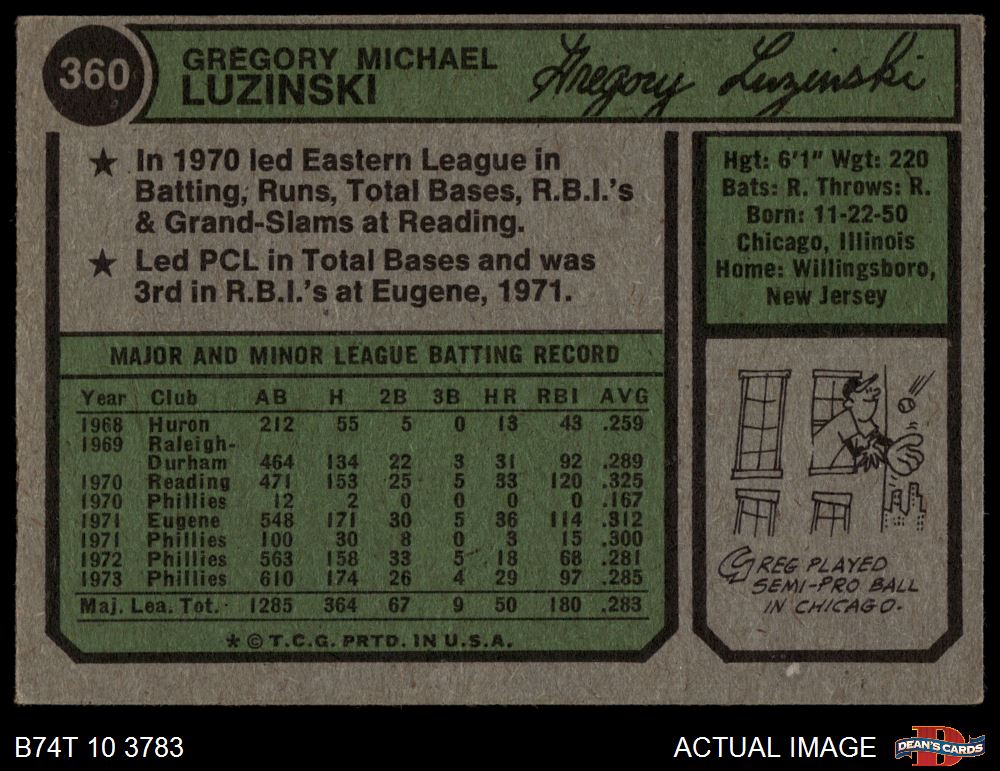 360
GREGORY MICHAEL
LUZINSKI
Gregory Luzinski
★ In 1970 led Eastern League in
Batting, Runs, Total Bases, R.B.I.'s
& Grand-Slams at Reading.
★ Led PCL in Total Bases and was
3rd in R.B.I.'s at Eugene, 1971.
Hgt: 6'1" Wgt: 220
Bats: R. Throws: R.
Born: 11-22-50
Chicago, Illinois
Home: Willingsboro,
New Jersey
MAJOR AND MINOR LEAGUE BATTING RECORD
Year Club AB H 2B 3B HR RBI AVG
1968 Huron 212 55 5 0 13 43 .259
1969 Raleigh-
Durham 464 134 22 3 31 92 .289
1970 Reading 471 153 25 5 33 120 .325
1970 Phillies 12 2 0 0 0 0 .167
1971 Eugene 548 171 30 5 36 114 .312
1971 Phillies 100 30 8 0 3 15 .300
1972 Phillies 563 158 33 5 18 68 .281
1973 Phillies 610 174 26 4 29 97 .285
Maj. Lea. Tot. 1285 364 67 9 50 180 .283
* © T.C.G. PRTD. IN U.S.A.
GREG PLAYED
SEMI-PRO BALL
IN CHICAGO.
B74T 10 3783
ACTUAL IMAGE
DEAN'S CARDS